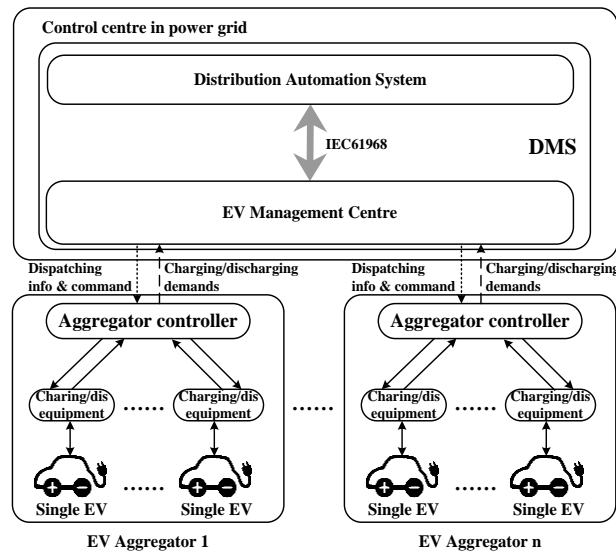 Control centre in power grid
Distribution Automation System
IEC61968
DMS
EV Management Centre
Dispatching
info & command
Charging/discharging
demands
Dispatching
info & command
Charging/discharging
demands
Aggregator controller
Aggregator controller
Charing/dis
equipment
......
Charging/dis
equipment
......
Charing/dis
equipment
......
Charging/dis
equipment
......
......
Single EV
Single EV
Single EV
Single EV
EV Aggregator 1
EV Aggregator n